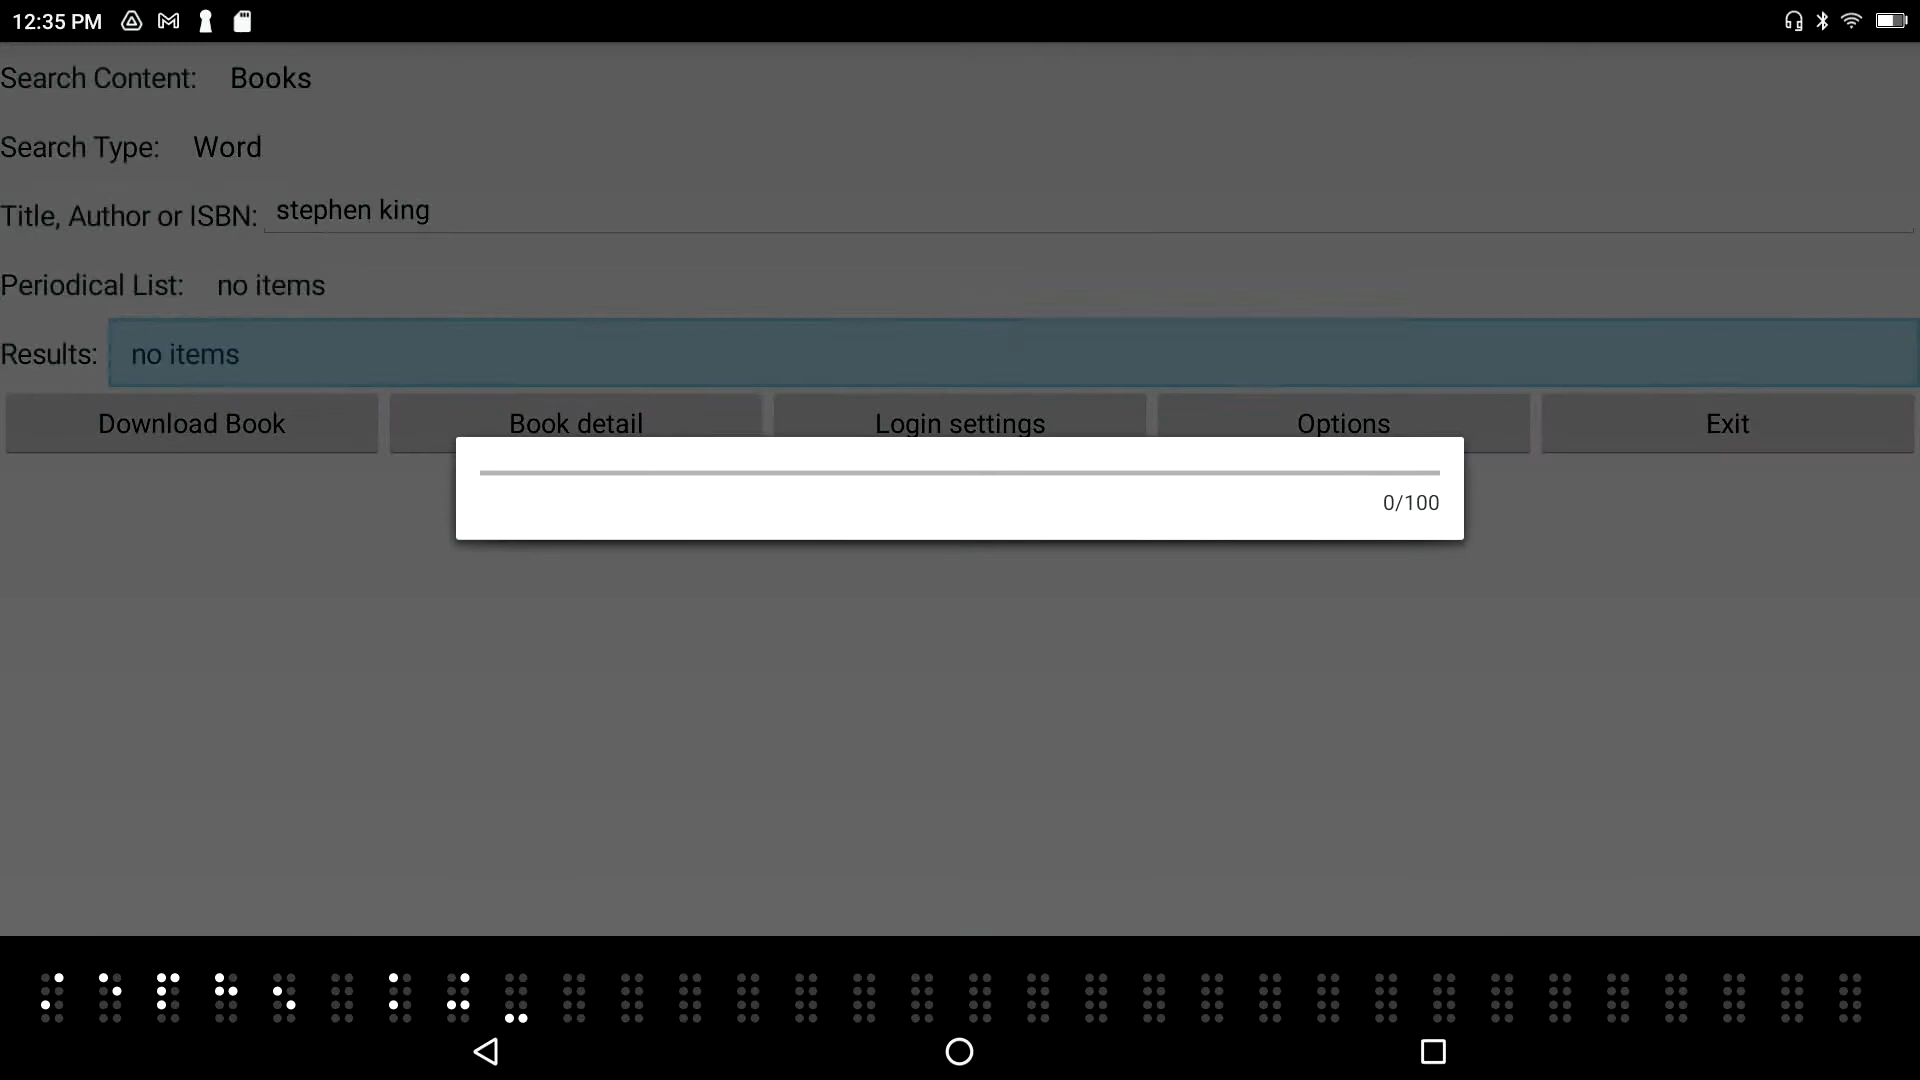 12:35 PM
Search Content: Books
Search Type: Word
Title, Author or ISBN: stephen king
Periodical List: no items
Results: no items
Download Book Book detail Login settings Options Exit
0/100